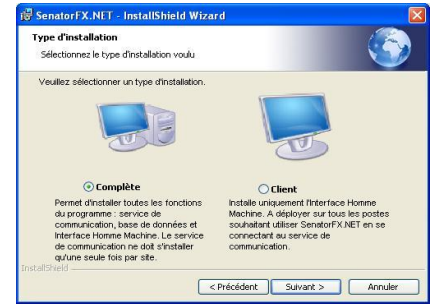 SenatorFX.NET - InstallShield Wizard
Type d'installation
Sélectionnez le type d'installation voulu
Veuillez sélectionner un type d'installation.
Complète
Permet d'installer toutes les fonctions
du programme : service de
communication, base de données et
Interface Homme Machine. Le service
de communication ne doit s'installer
qu'une seule fois par site.
Client
Installe uniquement l'Interface Homme
Machine. A déployer sur tous les postes
souhaitant utiliser SenatorFX.NET en se
connectant au service de
communication.
InstallShield
< Précédent
Suivant >
Annuler